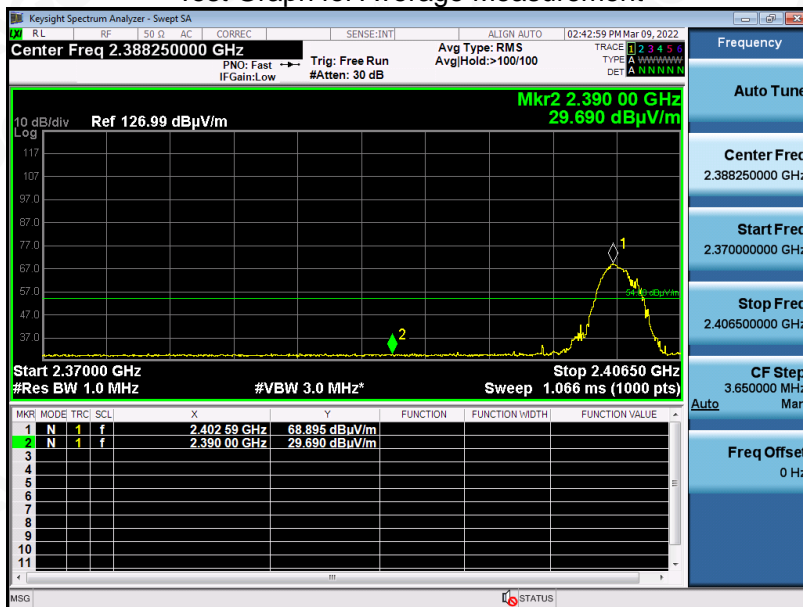 Test Graph for Average Measurement
Keysight Spectrum Analyzer - Swept SA
LXI RL RF 50 Ω AC CORREC SENSE:INT ALIGN AUTO 02:42:59 PM Mar 09, 2022
Center Freq 2.388250000 GHz Avg Type: RMS TRACE 1 2 3 4 5 6
PNO: Fast Trig: Free Run Avg|Hold:>100/100 TYPE A WWWWW
IFGain:Low #Atten: 30 dB DET A N N N N N
Frequency
Mkr2 2.390 00 GHz
10 dB/div Ref 126.99 dBµV/m 29.690 dBµV/m
Log
117
107
97.0
87.0
77.0
67.0
57.0
47.0
37.0
1
2
Start 2.37000 GHz Stop 2.40650 GHz
#Res BW 1.0 MHz #VBW 3.0 MHz* Sweep 1.066 ms (1000 pts)
MKR MODE TRC SCL X Y FUNCTION FUNCTION WIDTH FUNCTION VALUE
1 N 1 f 2.402 59 GHz 68.895 dBµV/m
2 N 1 f 2.390 00 GHz 29.690 dBµV/m
3
4
5
6
7
8
9
10
11
MSG STATUS
Auto Tune
Center Freq
2.388250000 GHz
Start Freq
2.370000000 GHz
Stop Freq
2.406500000 GHz
CF Step
3.650000 MHz
Auto Man
Freq Offset
0 Hz